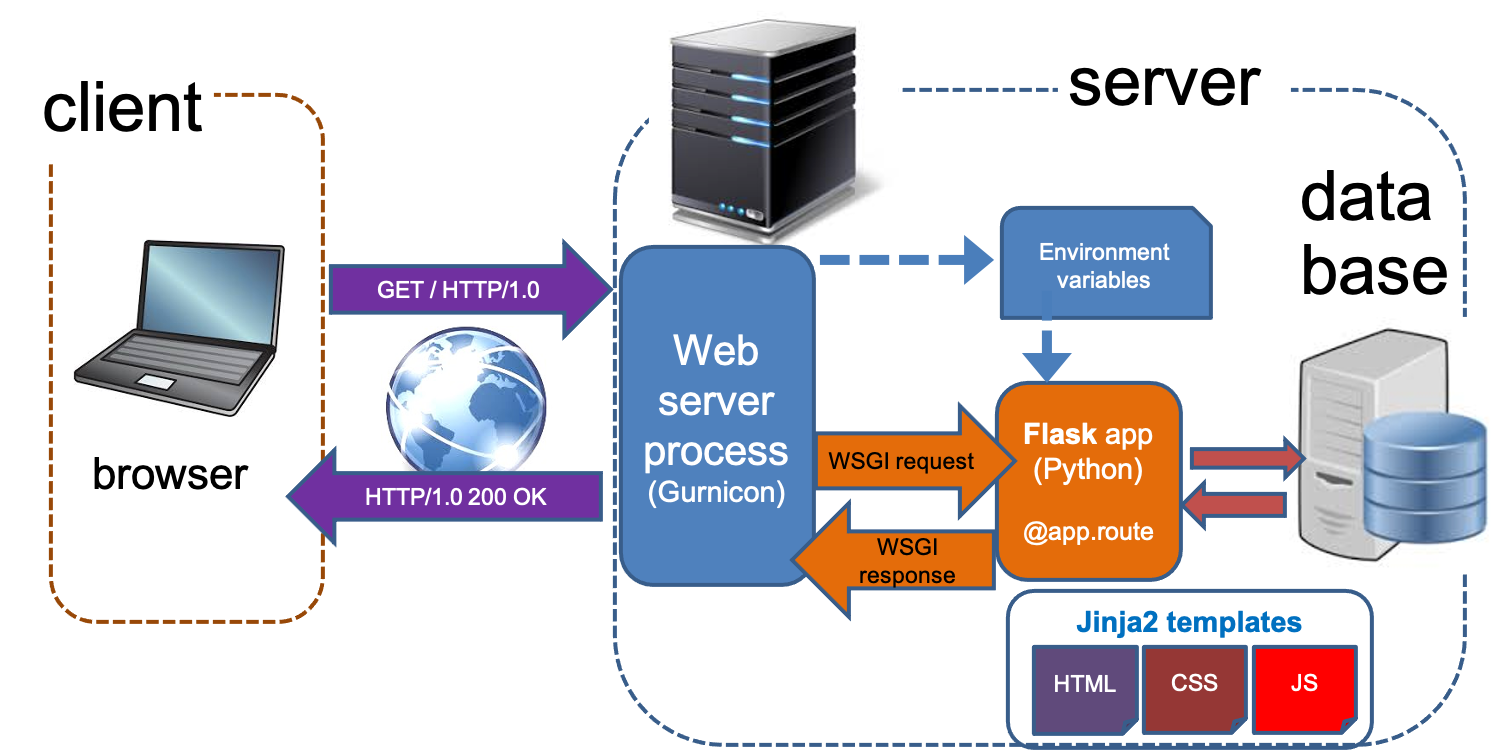 client
server
data
base
browser
GET / HTTP/1.0
HTTP/1.0 200 OK
Web
server
process
(Gurnicon)
Environment
variables
WSGI request
WSGI
response
Flask app
(Python)
@app.route
Jinja2 templates
HTML
CSS
JS